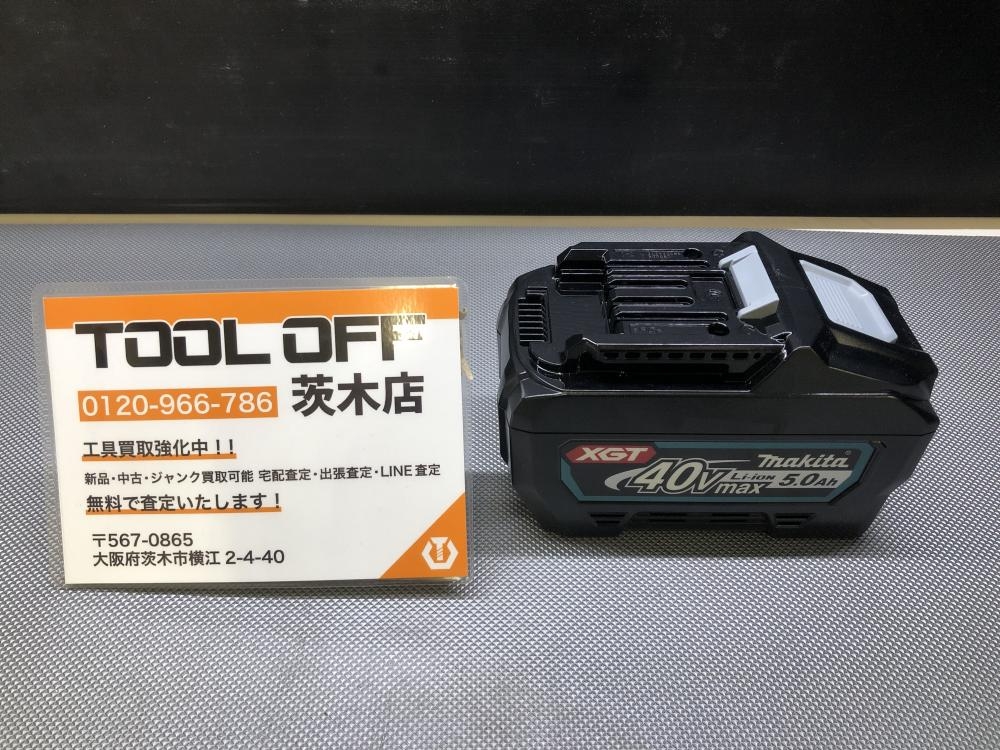 TOOL OFF
0120-966-786 茨木店
工具買取強化中!!
新品・中古・ジャンク買取可能 宅配査定・出張査定・LINE査定
無料で査定いたします!
〒567-0865
大阪府茨木市横江 2-4-40
XGT
40Vmax
Li-ion
makita
5.0Ah